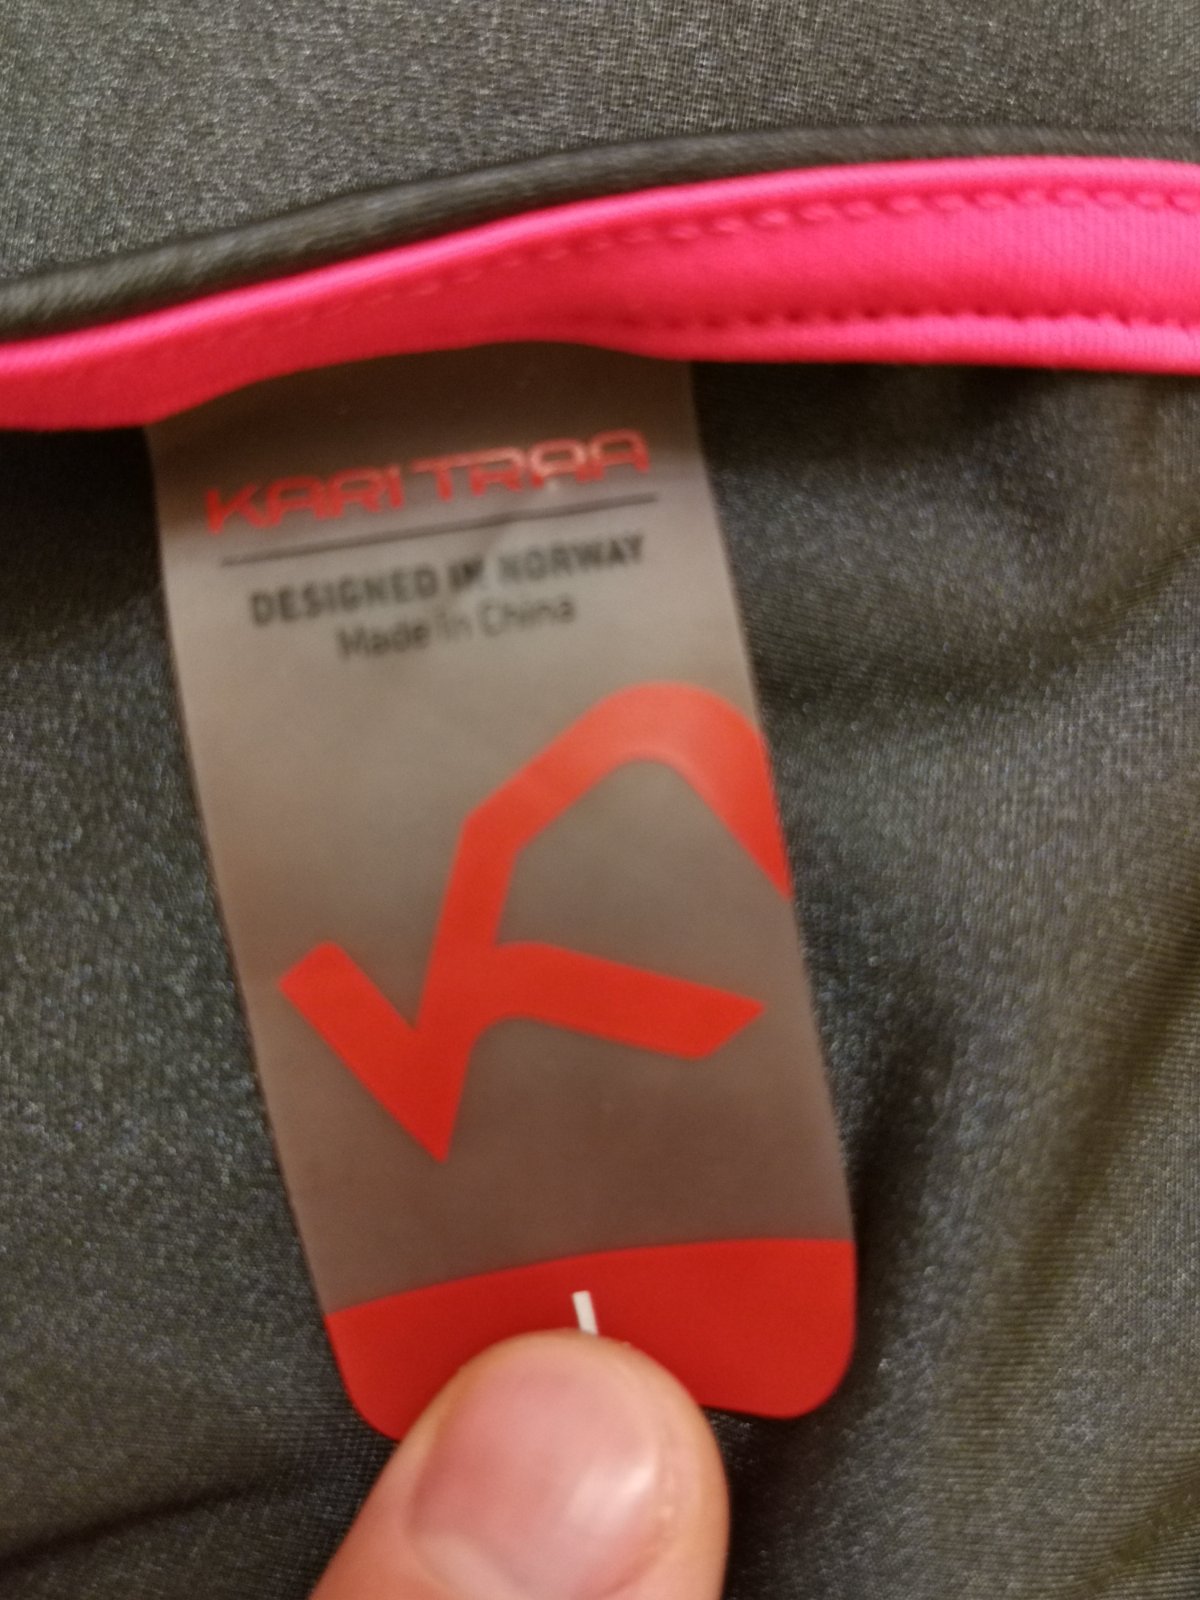 KARI TRAA
DESIGNED IN NORWAY
Made in China